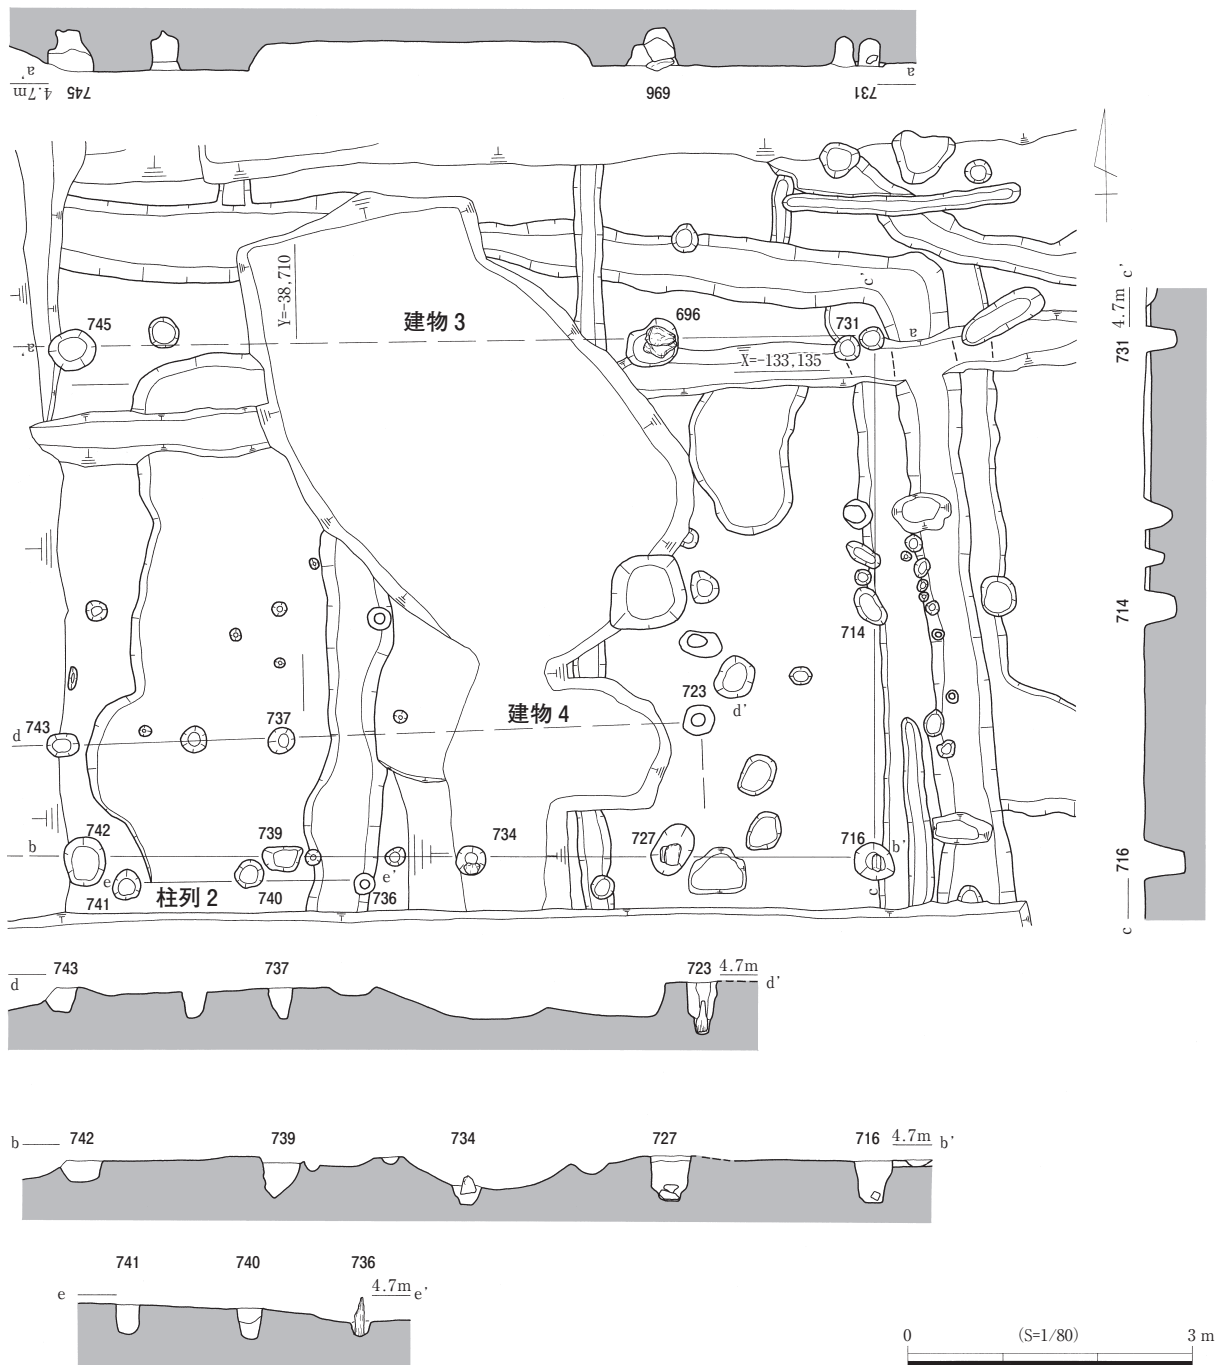 a' a
4.7m 745 696 731
Y=-38,710
c'
745 建物3 696 731 a
a'
X=-133,135
4.7m c'
731
714
714
723
建物4 d'
743 737
d
742 739 734 727 716
b b'
e e'
741 柱列2 740 736 c
716
c
743 737 723 4.7m
d d'
742 739 734 727 716 4.7m
b b'
741 740 736
e 4.7m e'
0 (S=1/80) 3 m